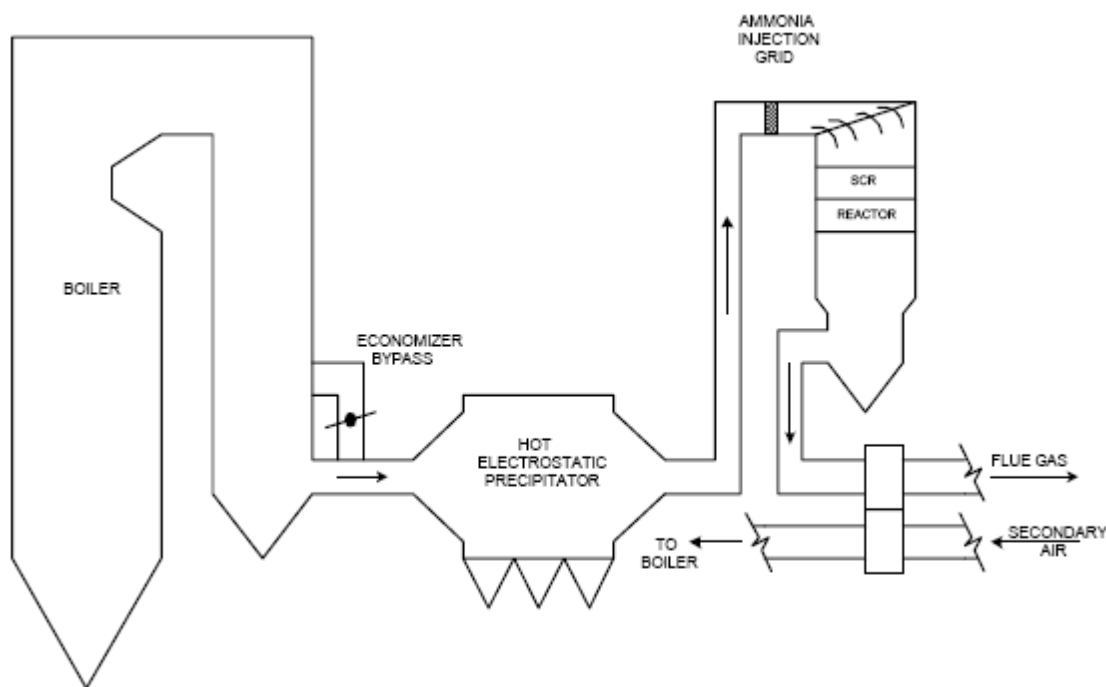 AMMONIA
INJECTION
GRID
SCR
REACTOR
BOILER
ECONOMIZER
BYPASS
HOT
ELECTROSTATIC
PRECIPITATOR
FLUE GAS
TO
BOILER
SECONDARY
AIR